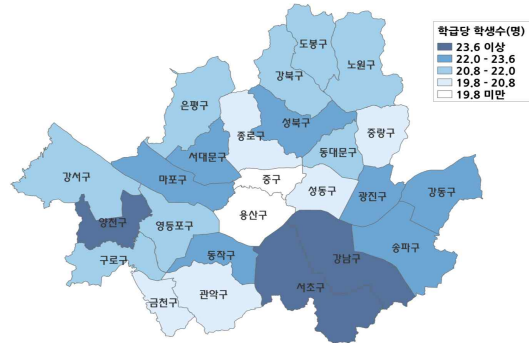 학급당 학생수(명)
23.6 이상
22.0 - 23.6
20.8 - 22.0
19.8 - 20.8
19.8 미만
도봉구
노원구
강북구
은평구
성북구
중랑구
종로구
서대문구
동대문구
강서구
마포구
중구
성동구
광진구
강동구
양천구
영등포구
용산구
송파구
동작구
강남구
구로구
서초구
금천구
관악구